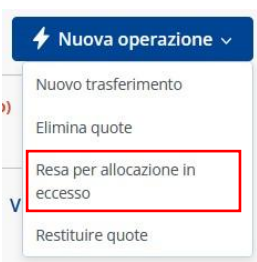 Nuova operazione
Nuovo trasferimento
o)
Elimina quote
Resa per allocazione in
eccesso
V
Restituire quote